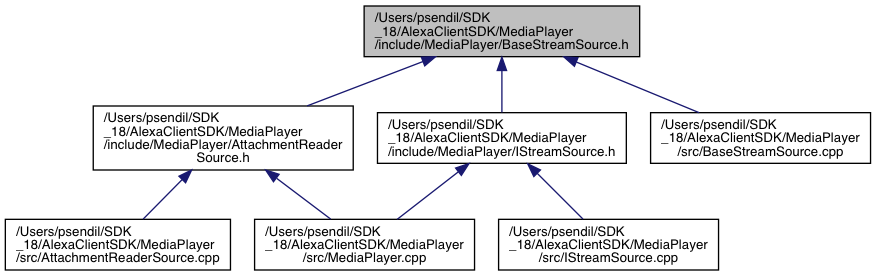 /Users/psendil/SDK
_18/AlexaClientSDK/MediaPlayer
/include/MediaPlayer/BaseStreamSource.h
/Users/psendil/SDK
_18/AlexaClientSDK/MediaPlayer
/include/MediaPlayer/AttachmentReader
Source.h
/Users/psendil/SDK
_18/AlexaClientSDK/MediaPlayer
/include/MediaPlayer/IStreamSource.h
/Users/psendil/SDK
_18/AlexaClientSDK/MediaPlayer
/src/BaseStreamSource.cpp
/Users/psendil/SDK
_18/AlexaClientSDK/MediaPlayer
/src/AttachmentReaderSource.cpp
/Users/psendil/SDK
_18/AlexaClientSDK/MediaPlayer
/src/MediaPlayer.cpp
/Users/psendil/SDK
_18/AlexaClientSDK/MediaPlayer
/src/IStreamSource.cpp